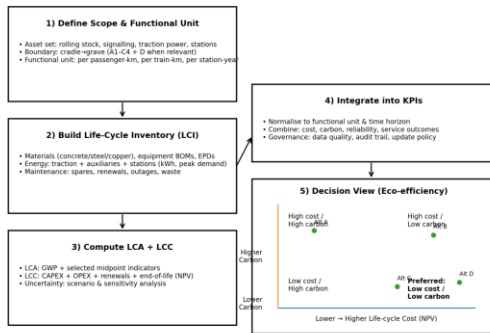 1) Define Scope & Functional Unit
• Asset set: rolling stock, signalling, traction power, stations
• Boundary: cradle→grave (A1–C4 + D when relevant)
• Functional unit: per passenger-km, per train-km, per station-year
2) Build Life-Cycle Inventory (LCI)
• Materials (concrete/steel/copper), equipment BOMs, EPDs
• Energy: traction + auxiliaries + stations (kWh, peak demand)
• Maintenance: spares, renewals, outages, waste
3) Compute LCA + LCC
• LCA: GWP + selected midpoint indicators
• LCC: CAPEX + OPEX + renewals + end-of-life (NPV)
• Uncertainty: scenario & sensitivity analysis
4) Integrate into KPIs
• Normalise to functional unit & time horizon
• Combine: cost, carbon, reliability, service outcomes
• Governance: data quality, audit trail, update policy
5) Decision View (Eco-efficiency)
High cost /
High carbon
Alt A
High cost /
Low carbon
Alt B
Higher
Carbon
Low cost /
High carbon
Alt C
Preferred:
Low cost /
Low carbon
Alt D
Lower
Carbon
Lower → Higher Life-cycle Cost (NPV)